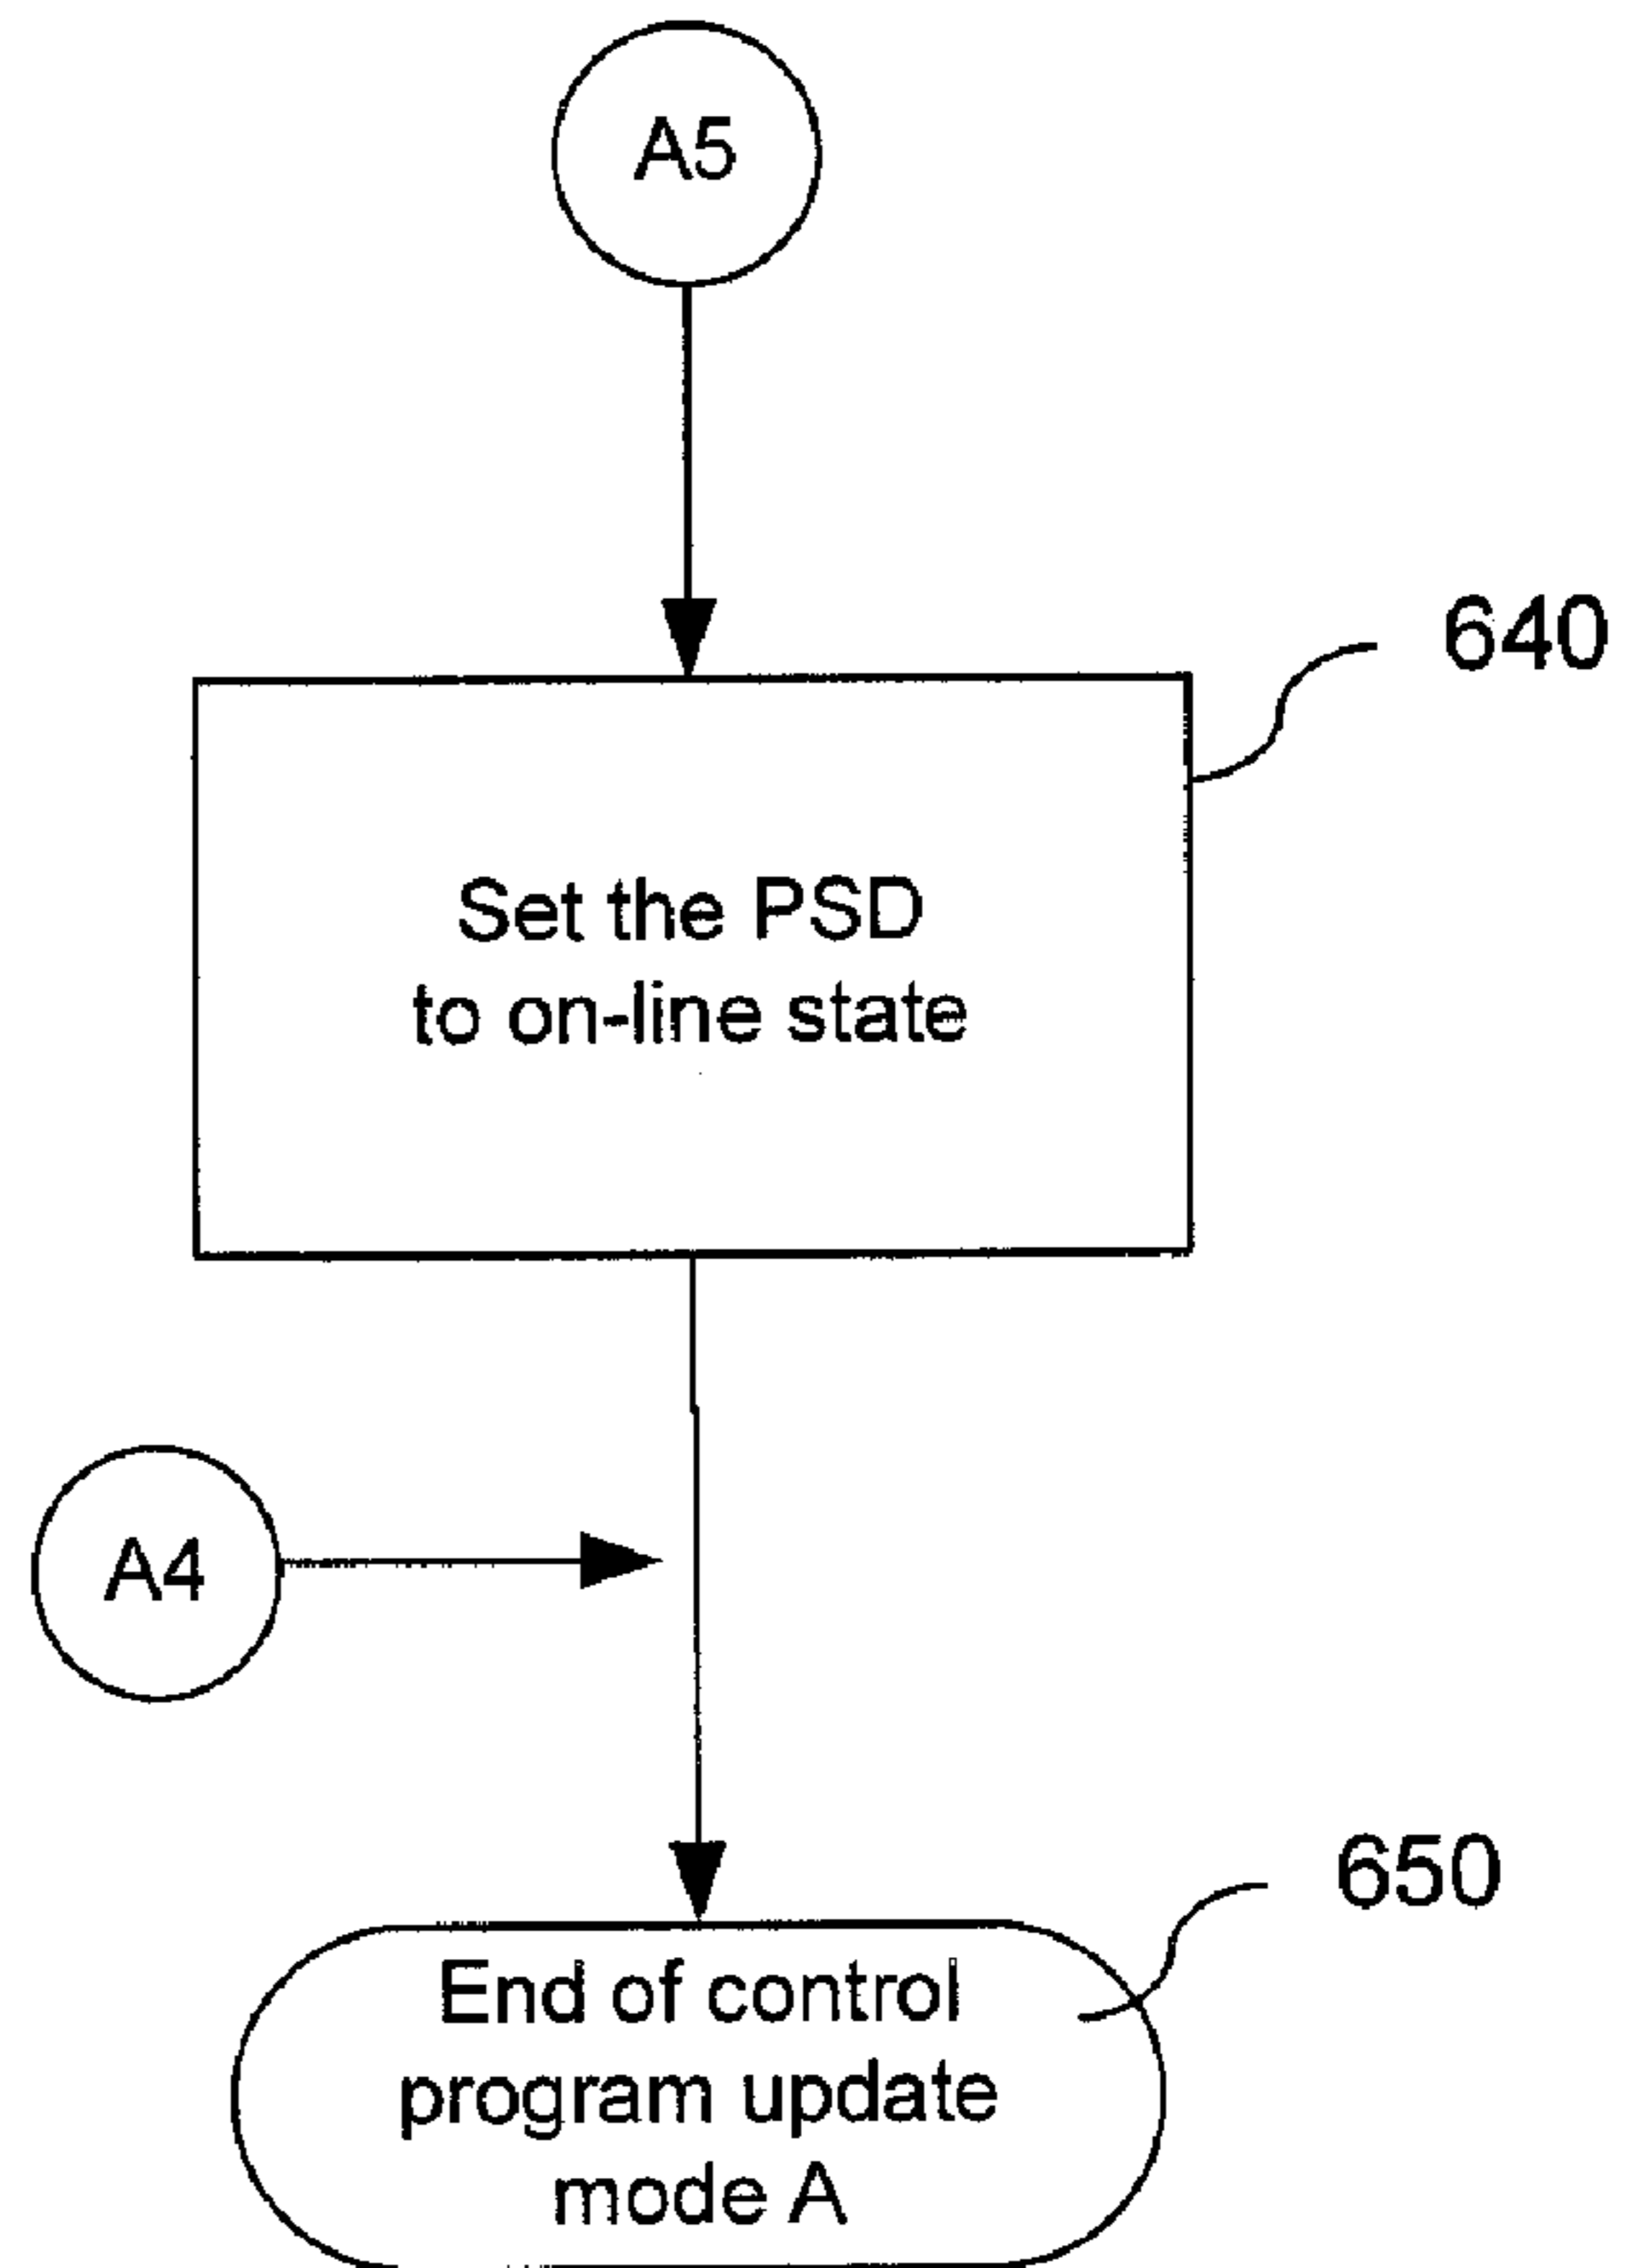 A5
640
Set the PSD
to on-line state
A4
650
End of control
program update
mode A